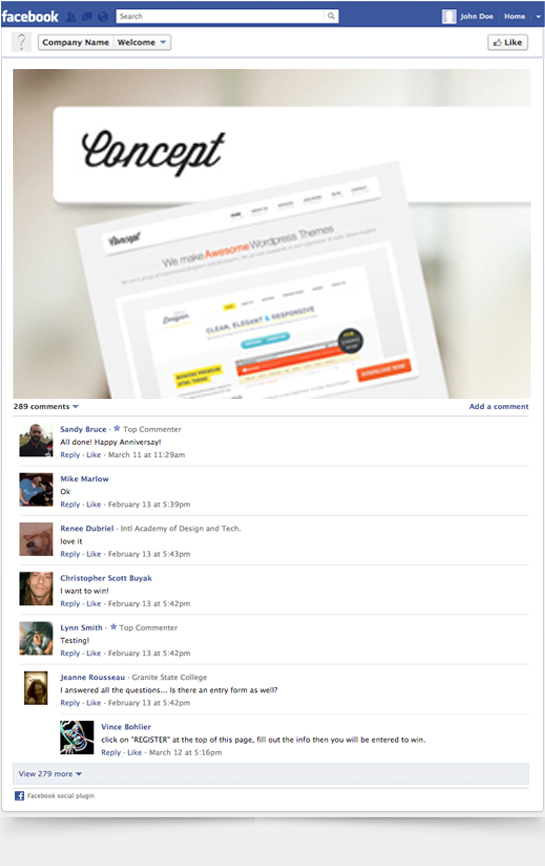 facebook Search John Doe Home
Company Name Welcome Like
Concept
HOME
Concept
We make Awesome Wordpress Themes
Design
CLEAN, ELEGANT & RESPONSIVE
HTML THEME
DOWNLOAD NOW
289 comments Add a comment
Sandy Bruce · Top Commenter
All done! Happy Anniversay!
Reply · Like · March 11 at 11:29am
Mike Marlow
Ok
Reply · Like · February 13 at 5:39pm
Renee Dubriel · Intl Academy of Design and Tech.
love it
Reply · Like · February 13 at 5:43pm
Christopher Scott Buyak
I want to win!
Reply · Like · February 13 at 5:42pm
Lynn Smith · Top Commenter
Testing!
Reply · Like · February 13 at 5:42pm
Jeanne Rousseau · Granite State College
I answered all the questions... Is there an entry form as well?
Reply · Like · February 13 at 5:42pm
Vince Bohlier
click on "REGISTER" at the top of this page, fill out the info then you will be entered to win.
Reply · Like · March 12 at 5:16pm
View 279 more
Facebook social plugin